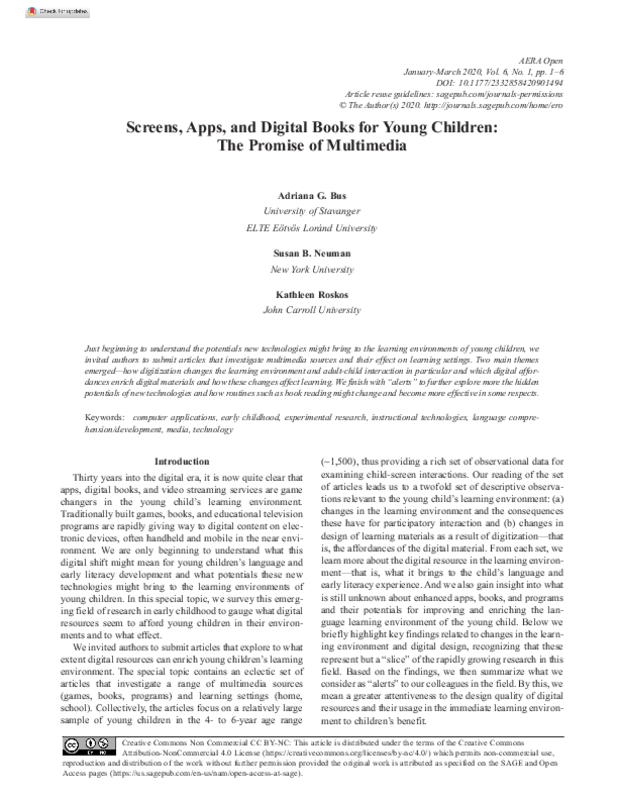 Check for updates
AERA Open
January-March 2020, Vol. 6, No. 1, pp. 1–6
DOI: 10.1177/2332858420901494
Article reuse guidelines: sagepub.com/journals-permissions
© The Author(s) 2020. http://journals.sagepub.com/home/ero
Screens, Apps, and Digital Books for Young Children:
The Promise of Multimedia
Adriana G. Bus
University of Stavanger
ELTE Eötvös Loránd University
Susan B. Neuman
New York University
Kathleen Roskos
John Carroll University
Just beginning to understand the potentials new technologies might bring to the learning environments of young children, we
invited authors to submit articles that investigate multimedia sources and their effect on learning settings. Two main themes
emerged—how digitization changes the learning environment and adult-child interaction in particular and which digital affor-
dances enrich digital materials and how these changes affect learning. We finish with “alerts” to further explore more the hidden
potentials of new technologies and how routines such as book reading might change and become more effective in some respects.
Keywords: computer applications, early childhood, experimental research, instructional technologies, language compre-
hension/development, media, technology
Introduction
Thirty years into the digital era, it is now quite clear that
apps, digital books, and video streaming services are game
changers in the young child’s learning environment.
Traditionally built games, books, and educational television
programs are rapidly giving way to digital content on elec-
tronic devices, often handheld and mobile in the near envi-
ronment. We are only beginning to understand what this
digital shift might mean for young children’s language and
early literacy development and what potentials these new
technologies might bring to the learning environments of
young children. In this special topic, we survey this emerg-
ing field of research in early childhood to gauge what digital
resources seem to afford young children in their environ-
ments and to what effect.
We invited authors to submit articles that explore to what
extent digital resources can enrich young children’s learning
environment. The special topic contains an eclectic set of
articles that investigate a range of multimedia sources
(games, books, programs) and learning settings (home,
school). Collectively, the articles focus on a relatively large
sample of young children in the 4- to 6-year age range
(~1,500), thus providing a rich set of observational data for
examining child-screen interactions. Our reading of the set
of articles leads us to a twofold set of descriptive observa-
tions relevant to the young child’s learning environment: (a)
changes in the learning environment and the consequences
these have for participatory interaction and (b) changes in
design of learning materials as a result of digitization—that
is, the affordances of the digital material. From each set, we
learn more about the digital resource in the learning environ-
ment—that is, what it brings to the child’s language and
early literacy experience. And we also gain insight into what
is still unknown about enhanced apps, books, and programs
and their potentials for improving and enriching the lan-
guage learning environment of the young child. Below we
briefly highlight key findings related to changes in the learn-
ing environment and digital design, recognizing that these
represent but a “slice” of the rapidly growing research in this
field. Based on the findings, we then summarize what we
consider as “alerts” to our colleagues in the field. By this, we
mean a greater attentiveness to the design quality of digital
resources and their usage in the immediate learning environ-
ment to children’s benefit.
CC BY NC
Creative Commons Non Commercial CC BY-NC: This article is distributed under the terms of the Creative Commons
Attribution-NonCommercial 4.0 License (https://creativecommons.org/licenses/by-nc/4.0/) which permits non-commercial use,
reproduction and distribution of the work without further permission provided the original work is attributed as specified on the SAGE and Open
Access pages (https://us.sagepub.com/en-us/nam/open-access-at-sage).